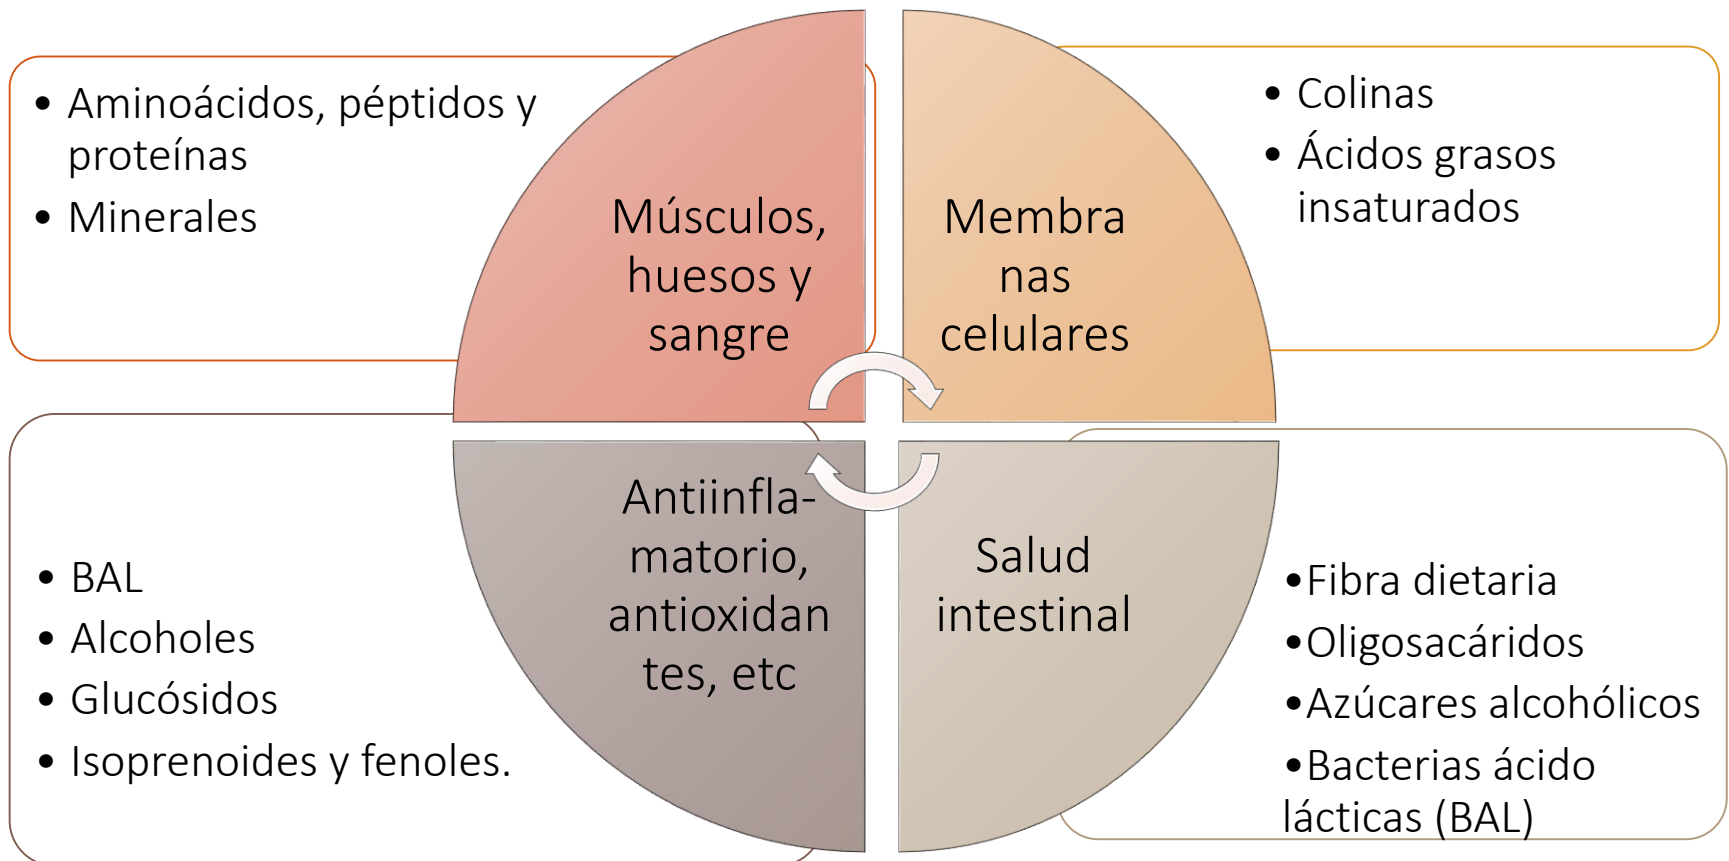 • Aminoácidos, péptidos y
proteínas
• Minerales
Músculos,
huesos y
sangre
Membra
nas
celulares
• Colinas
• Ácidos grasos
insaturados
• BAL
• Alcoholes
• Glucósidos
• Isoprenoides y fenoles.
Antiinfla-
matorio,
antioxidan
tes, etc
Salud
intestinal
•Fibra dietaria
•Oligosacáridos
•Azúcares alcohólicos
•Bacterias ácido
lácticas (BAL)